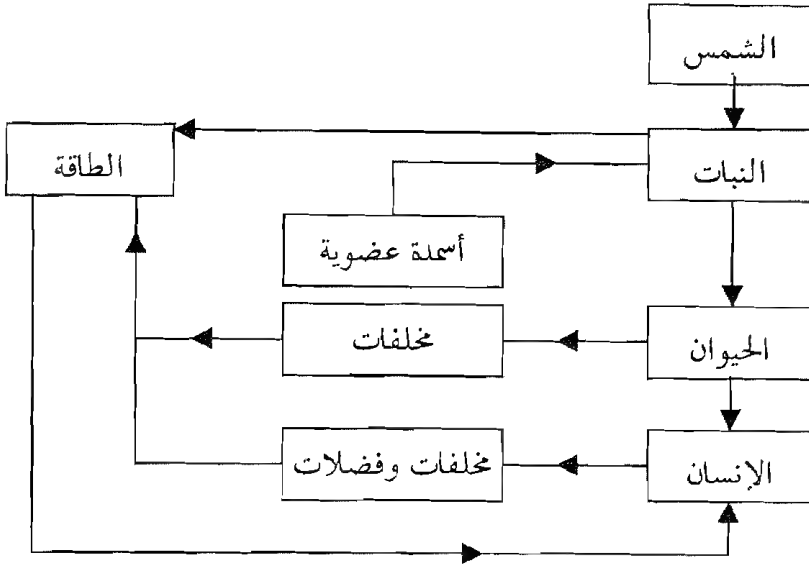 الشمس
النبات
الطاقة
أسمدة عضوية
الحيوان
مخلفات
الإنسان
مخلفات وفضلات